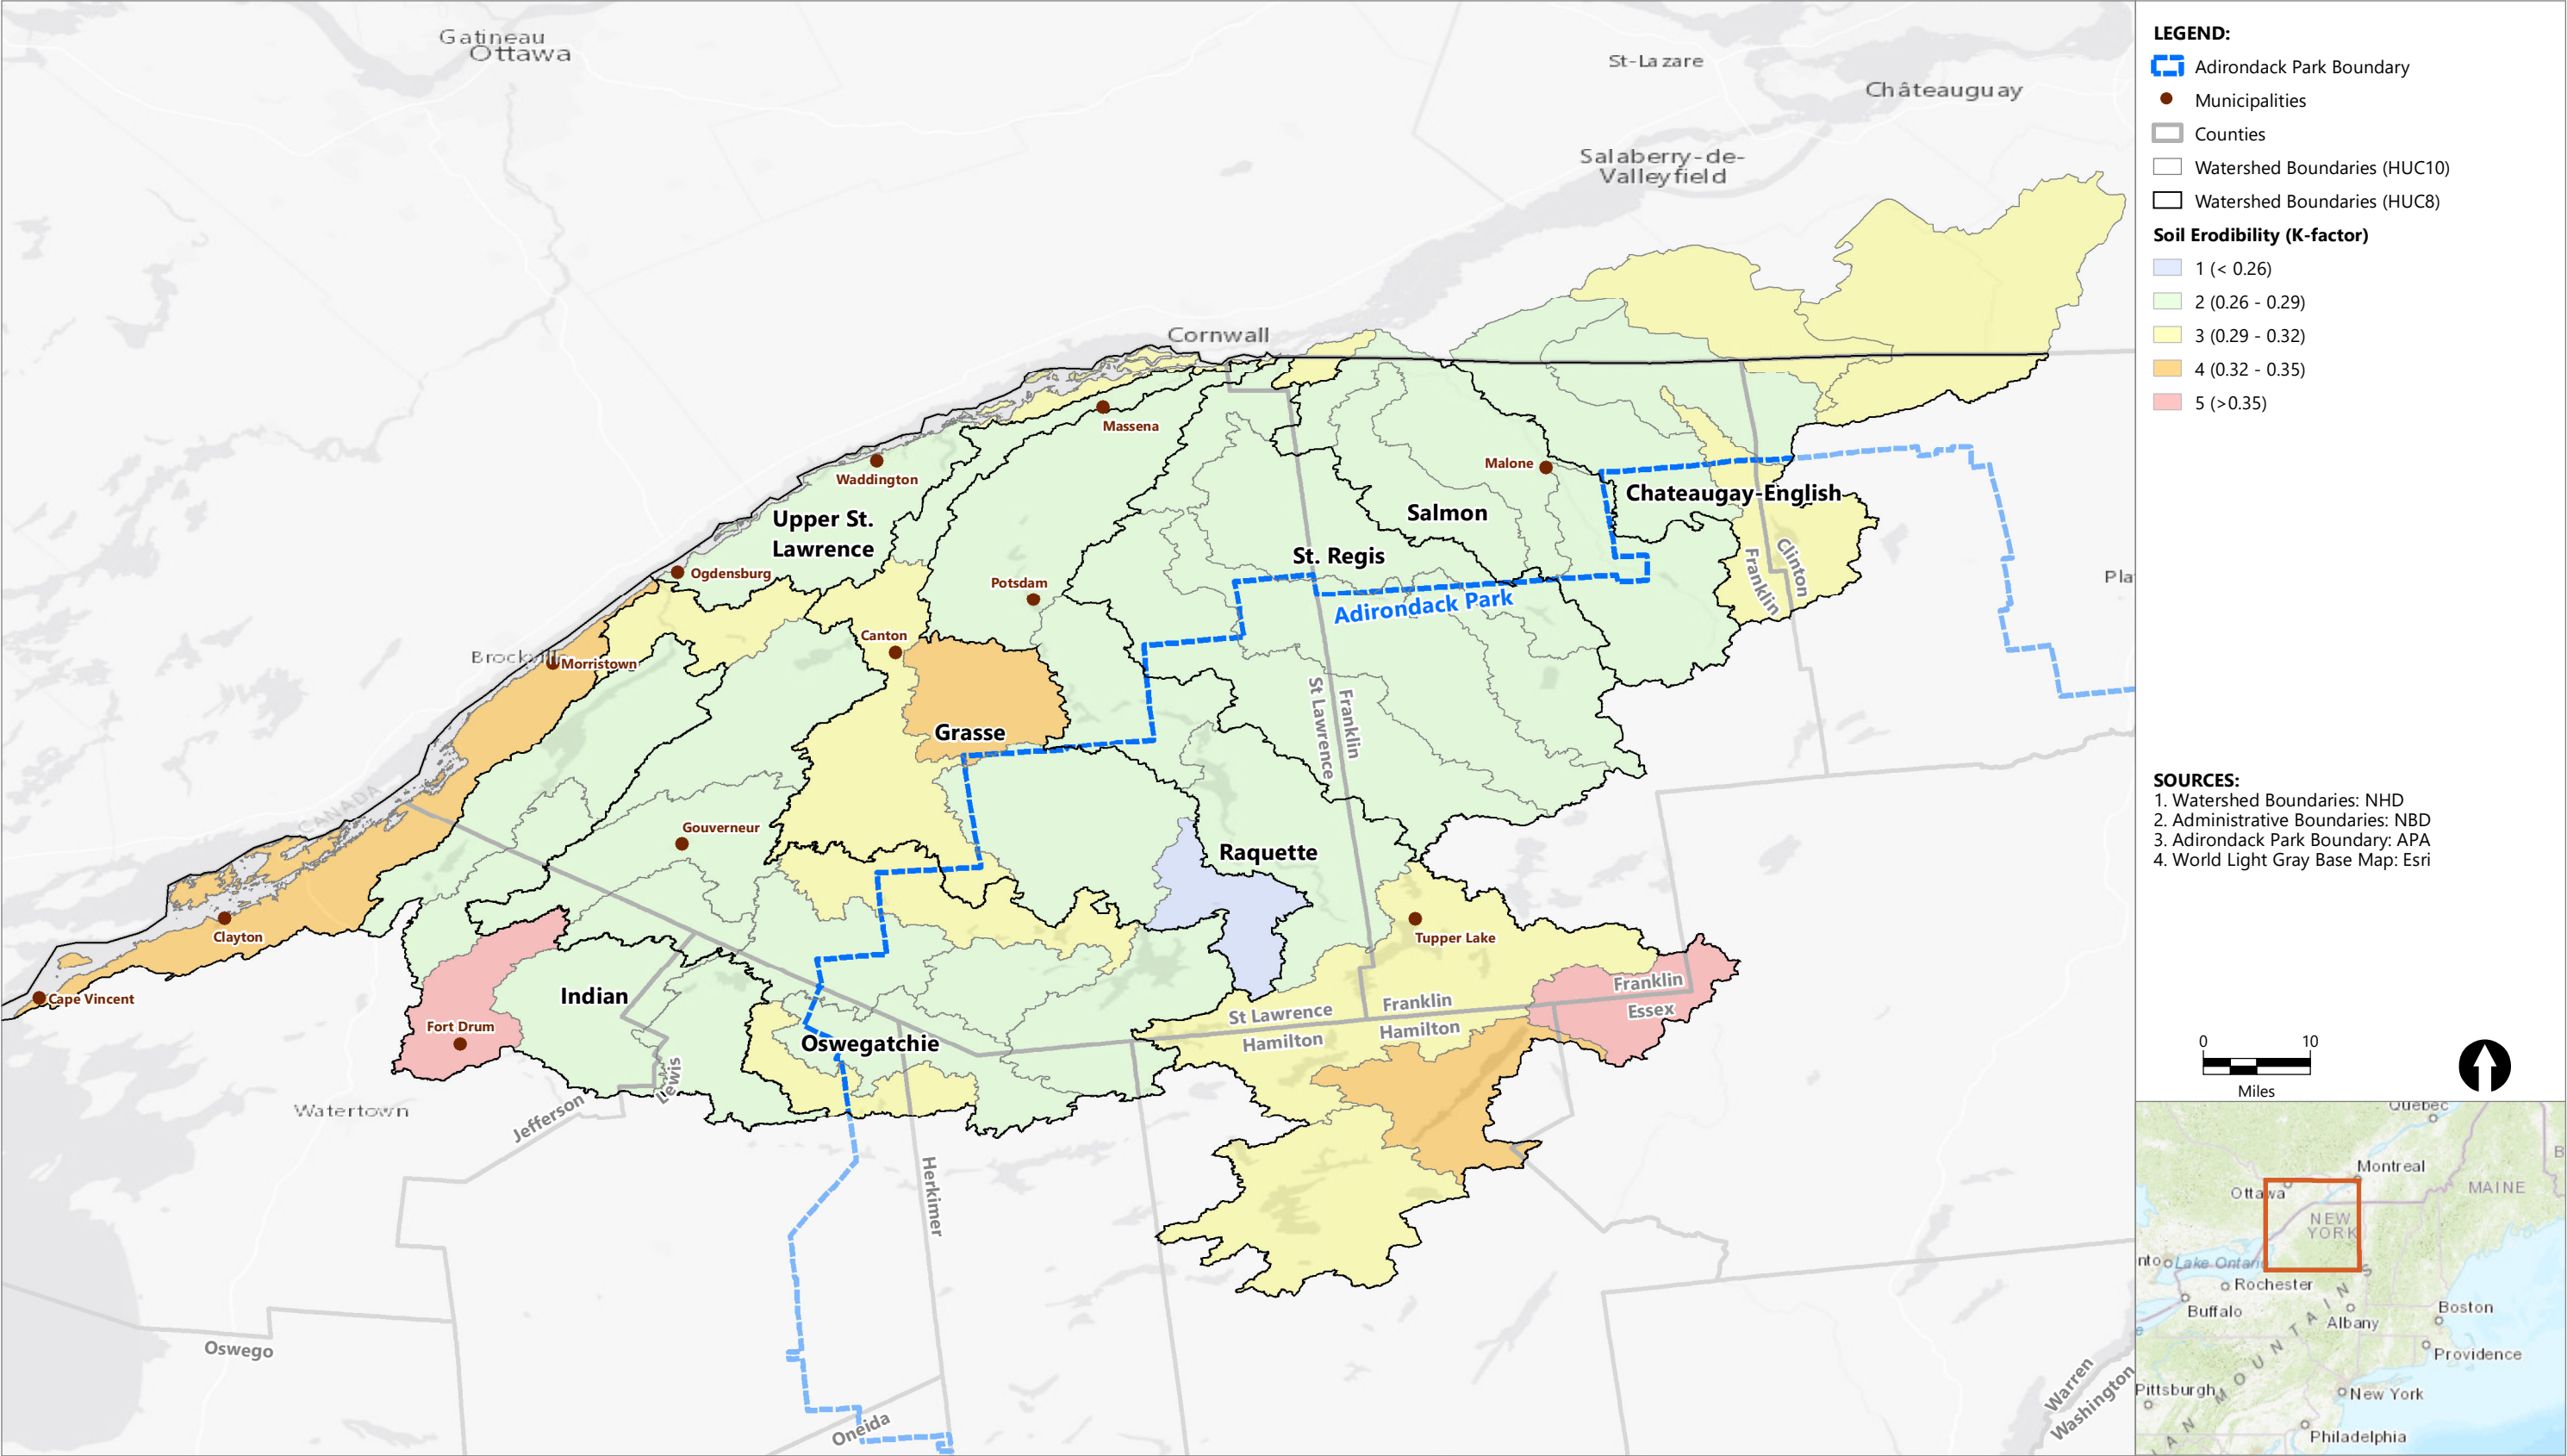 Gatineau
Ottawa
St-Lazare
Châteauguay
Salaberry-de-
Valleyfield
Cornwall
Massena
Waddington
Malone
Upper St.
Lawrence
Salmon
Chateaugay-English
St. Regis
Ogdensburg
Potsdam
Clinton
Franklin
Pla
Adirondack Park
Canton
Brockville
Morristown
Grasse
St Lawrence
Franklin
CANADA
Gouverneur
Raquette
Clayton
Tupper Lake
Cape Vincent
Indian
Franklin
Essex
St Lawrence
Franklin
Hamilton
Hamilton
Fort Drum
Oswegatchie
Lewis
Jefferson
Watertown
Herkimer
Oswego
Oneida
Warren
Washington
LEGEND:
Adirondack Park Boundary
Municipalities
Counties
Watershed Boundaries (HUC10)
Watershed Boundaries (HUC8)
Soil Erodibility (K-factor)
1 (< 0.26)
2 (0.26 - 0.29)
3 (0.29 - 0.32)
4 (0.32 - 0.35)
5 (>0.35)
SOURCES:
1. Watershed Boundaries: NHD
2. Administrative Boundaries: NBD
3. Adirondack Park Boundary: APA
4. World Light Gray Base Map: Esri
0 10
Miles
Quebec
Montreal
Ottawa
MAINE
NEW
YORK
nto
Lake Ontario
Rochester
Buffalo
Boston
Albany
Providence
Pittsburgh
New York
Philadelphia
AN MOUNTAINS